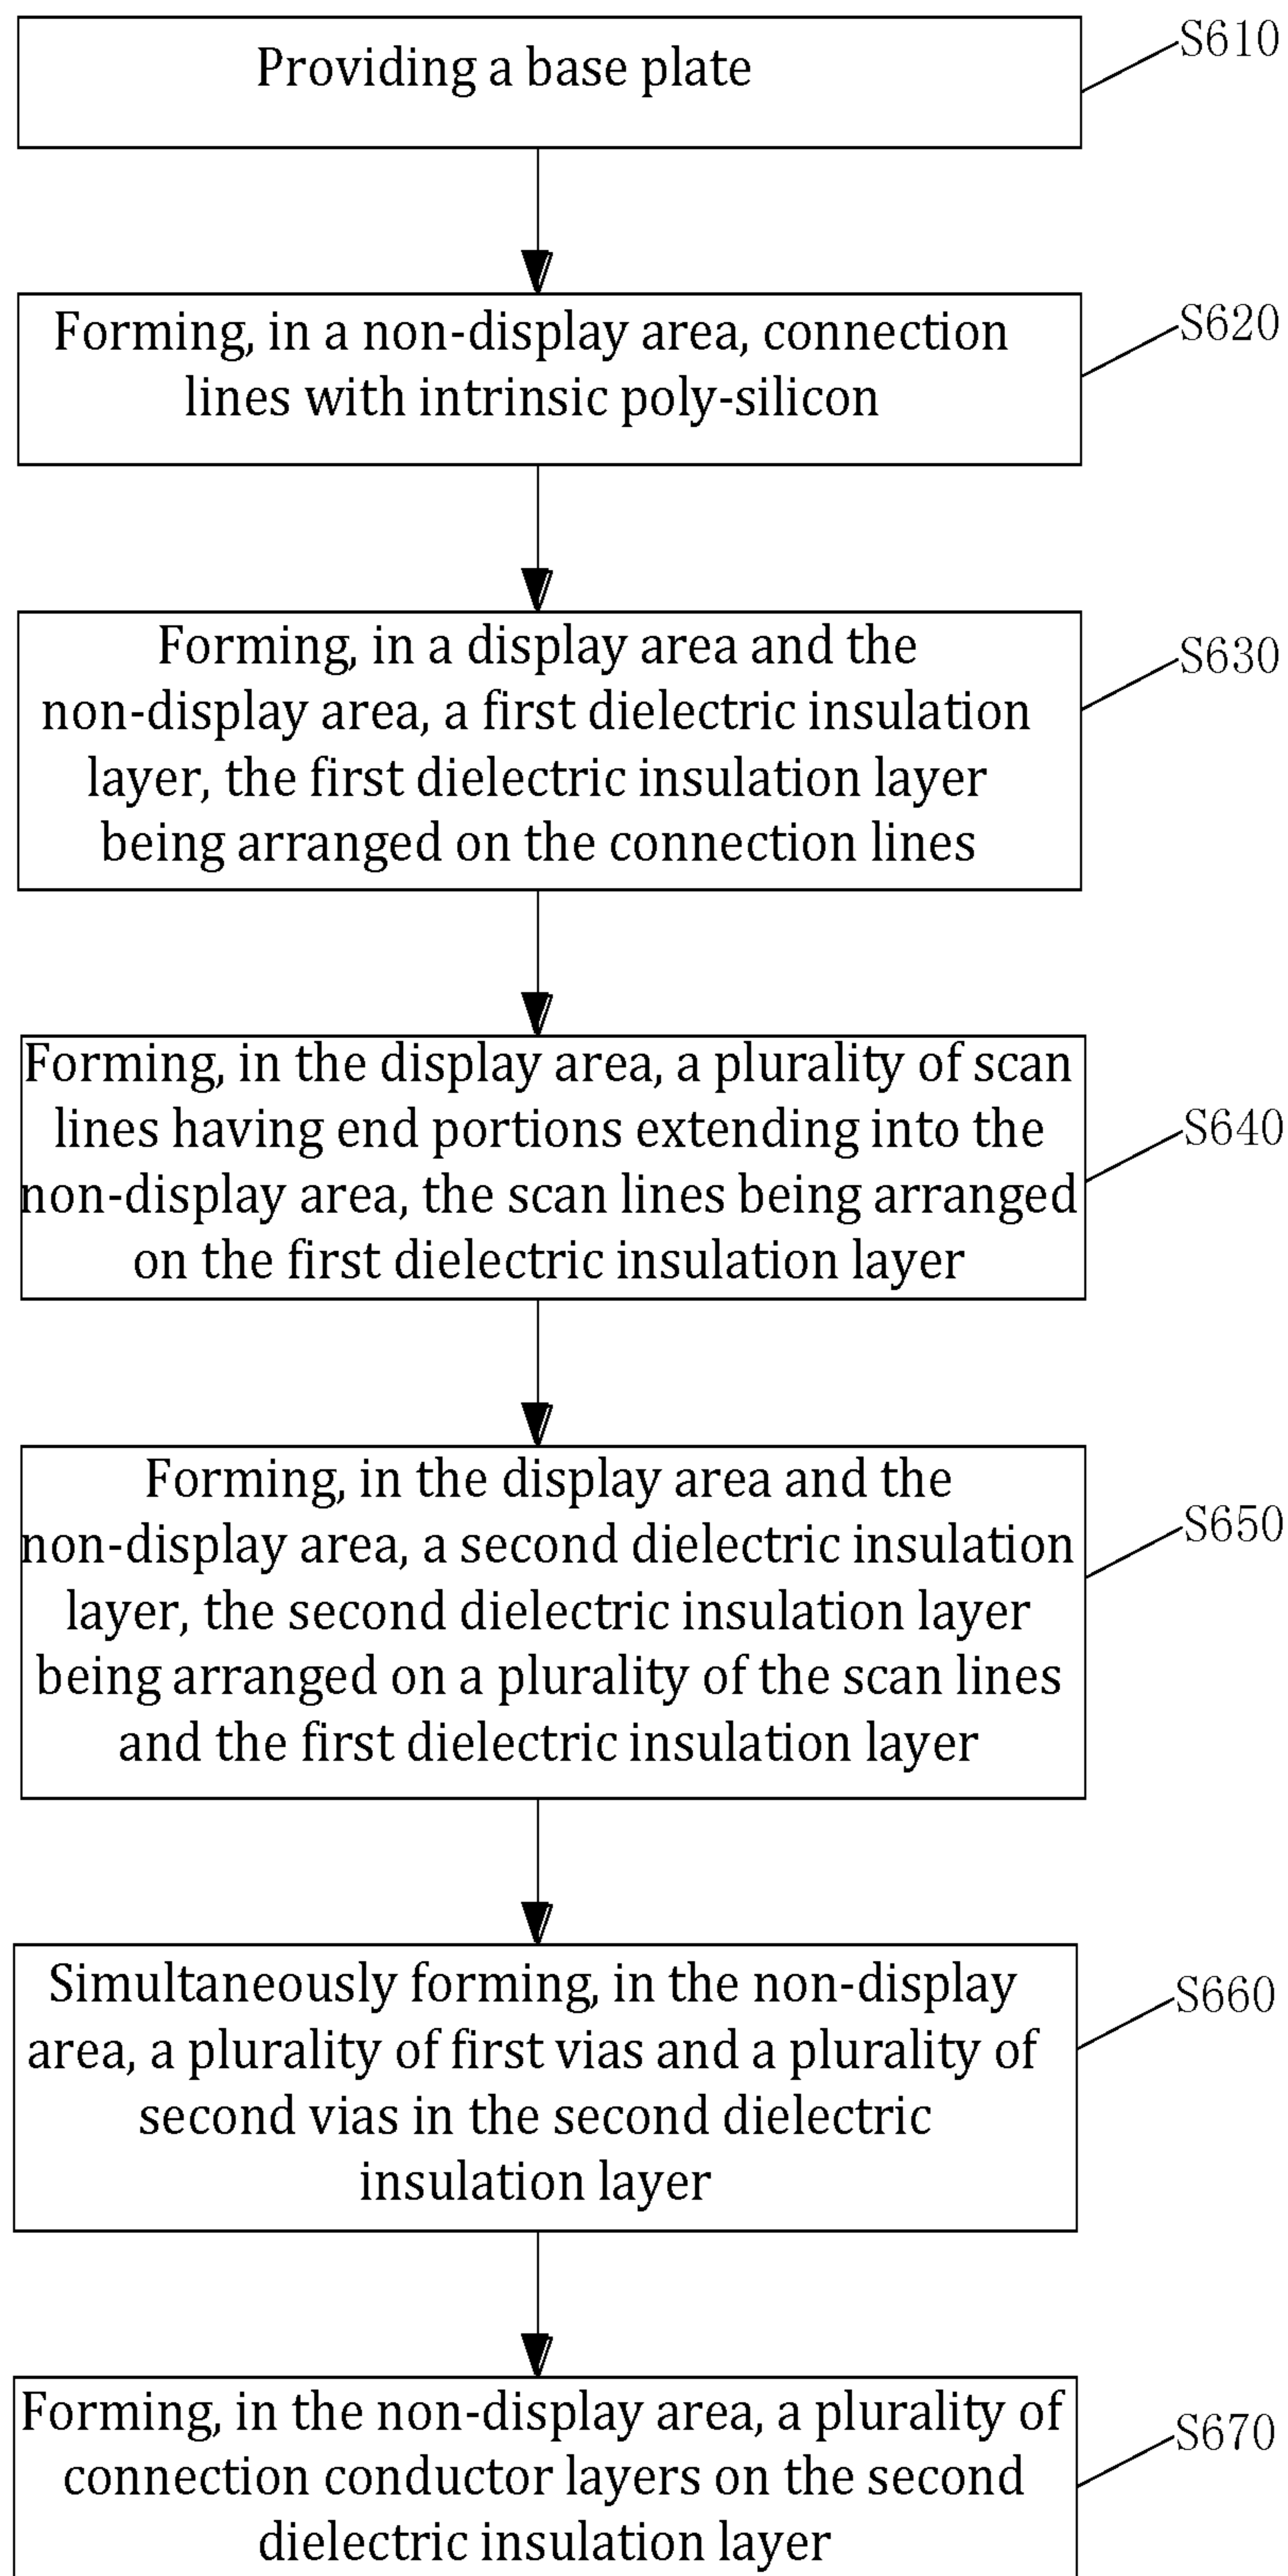 Providing a base plate
S610
Forming, in a non-display area, connection
lines with intrinsic poly-silicon
S620
Forming, in a display area and the
non-display area, a first dielectric insulation
layer, the first dielectric insulation layer
being arranged on the connection lines
S630
Forming, in the display area, a plurality of scan
lines having end portions extending into the
non-display area, the scan lines being arranged
on the first dielectric insulation layer
S640
Forming, in the display area and the
non-display area, a second dielectric insulation
layer, the second dielectric insulation layer
being arranged on a plurality of the scan lines
and the first dielectric insulation layer
S650
Simultaneously forming, in the non-display
area, a plurality of first vias and a plurality of
second vias in the second dielectric
insulation layer
S660
Forming, in the non-display area, a plurality of
connection conductor layers on the second
dielectric insulation layer
S670